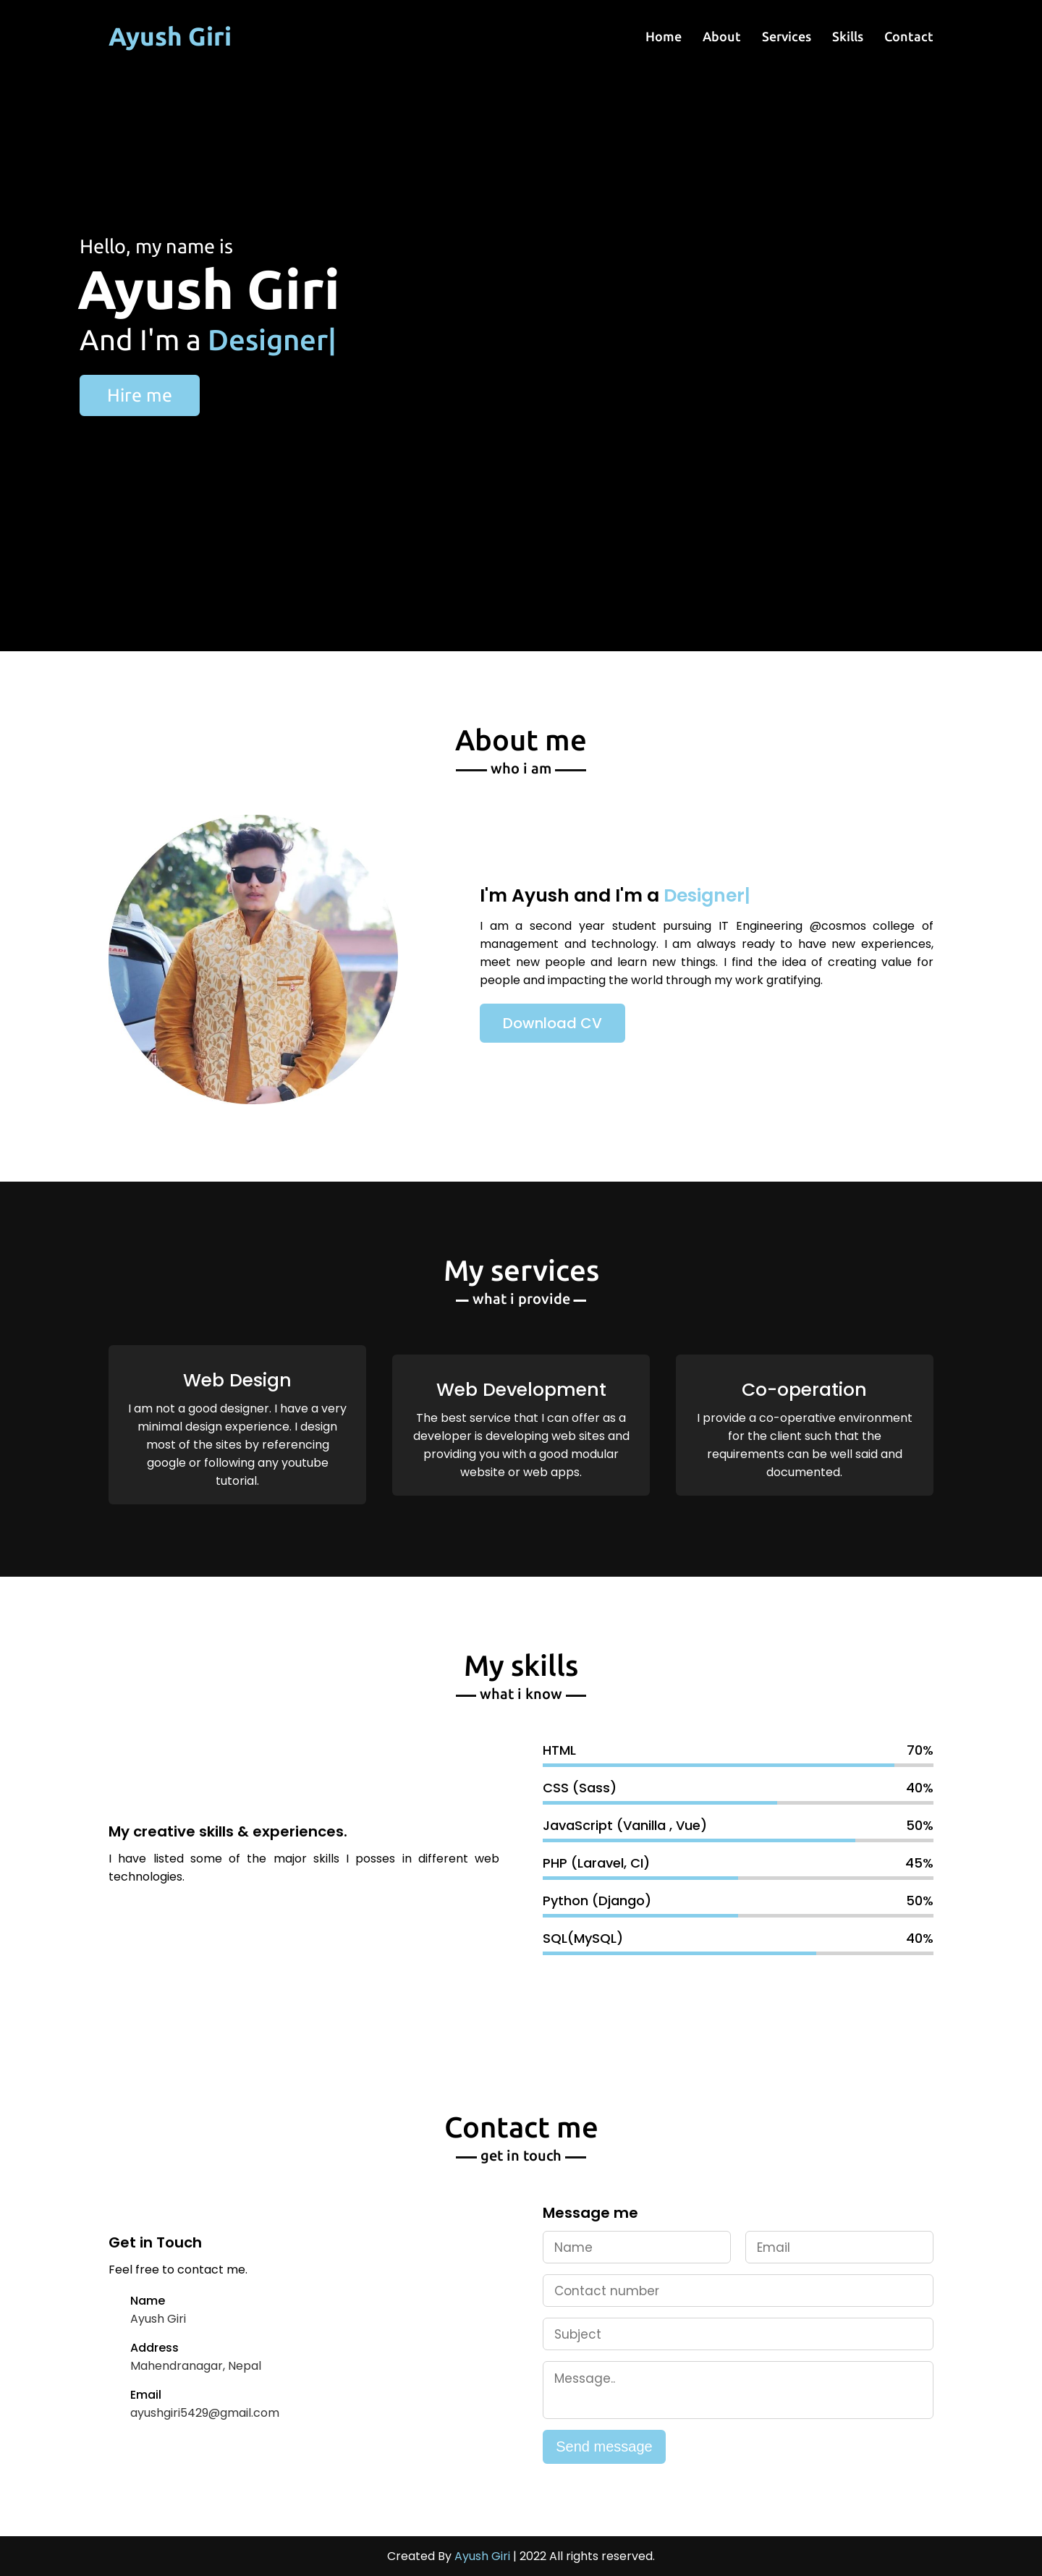 Ayush Giri
Home About Services Skills Contact
Hello, my name is
Ayush Giri
And I'm a Designer|
Hire me
About me
who i am
I'm Ayush and I'm a Designer|
I am a second year student pursuing IT Engineering @cosmos college of
management and technology. I am always ready to have new experiences,
meet new people and learn new things. I find the idea of creating value for
people and impacting the world through my work gratifying.
Download CV
My services
what i provide
Web Design
I am not a good designer. I have a very
minimal design experience. I design
most of the sites by referencing
google or following any youtube
tutorial.
Web Development
The best service that I can offer as a
developer is developing web sites and
providing you with a good modular
website or web apps.
Co-operation
I provide a co-operative environment
for the client such that the
requirements can be well said and
documented.
My skills
what i know
My creative skills & experiences.
I have listed some of the major skills I posses in different web
technologies.
HTML 70%
CSS (Sass) 40%
JavaScript (Vanilla , Vue) 50%
PHP (Laravel, CI) 45%
Python (Django) 50%
SQL(MySQL) 40%
Contact me
get in touch
Get in Touch
Feel free to contact me.
Name
Ayush Giri
Address
Mahendranagar, Nepal
Email
ayushgiri5429@gmail.com
Message me
Name
Email
Contact number
Subject
Message..
Send message
Created By Ayush Giri | 2022 All rights reserved.